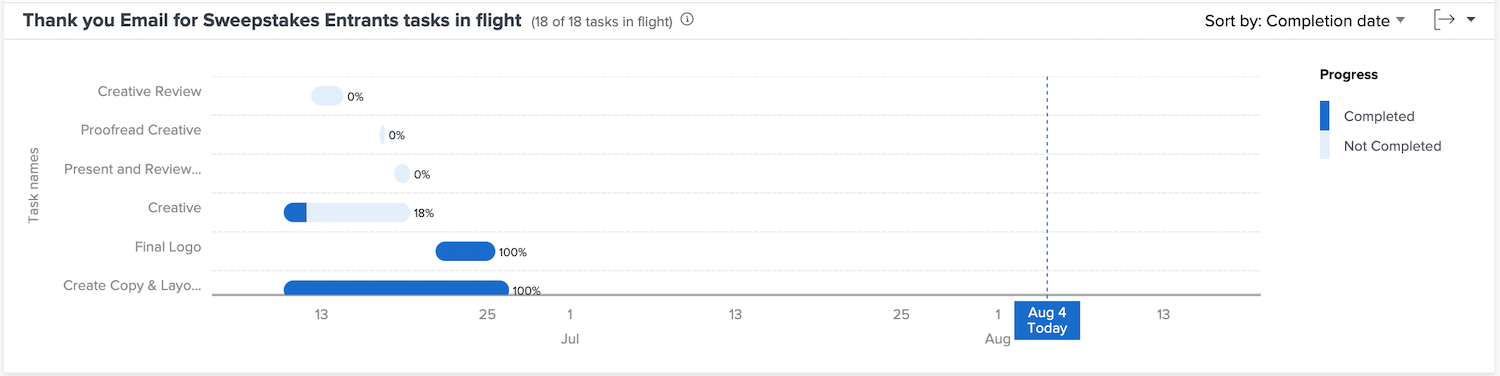 Thank you Email for Sweepstakes Entrants tasks in flight (18 of 18 tasks in flight)
Sort by: Completion date
Progress
Completed
Not Completed
Task names
Creative Review
0%
Proofread Creative
0%
Present and Review...
0%
Creative
18%
Final Logo
100%
Create Copy & Layo...
100%
13 25 1 13 25 1 13
Jul Aug
Aug 4
Today